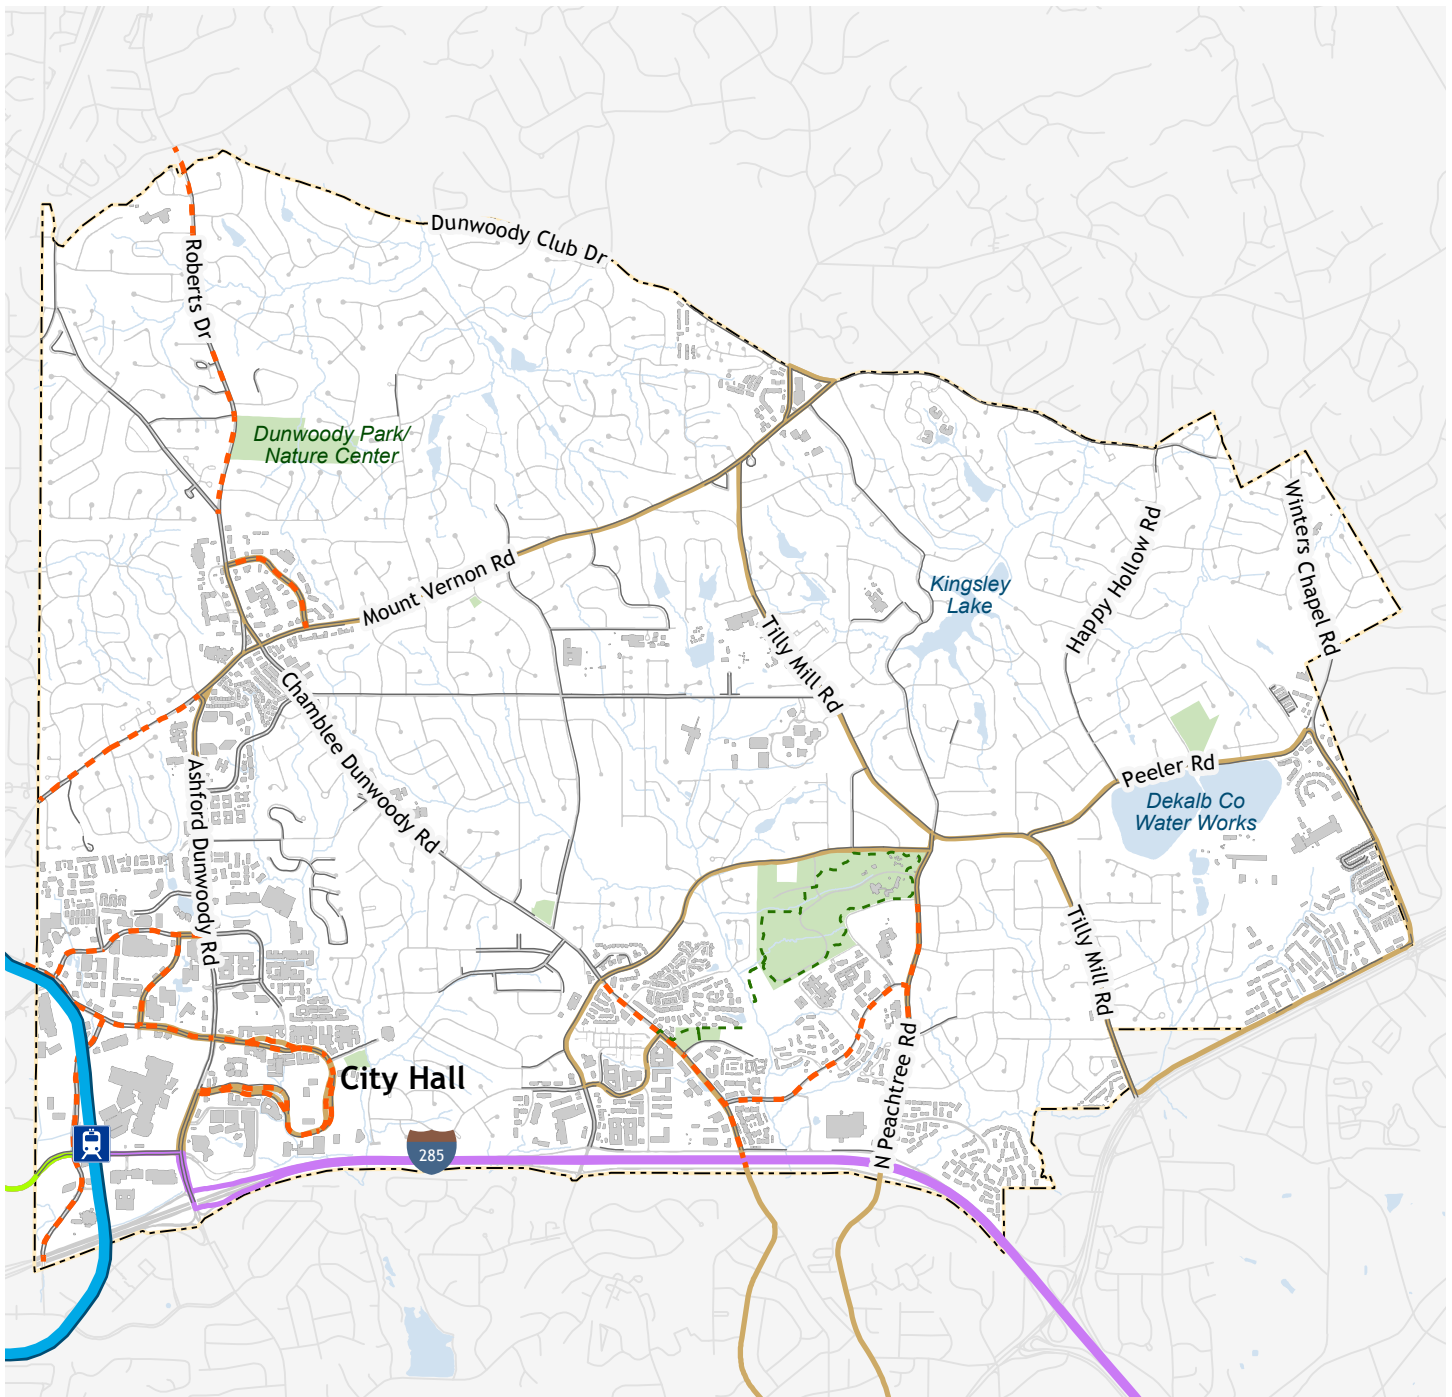 Dunwoody Club Dr
Roberts Dr
Dunwoody Park/
Nature Center
Winters Chapel Rd
Happy Hollow Rd
Mount Vernon Rd
Kingsley
Lake
Tilly Mill Rd
Chamblee Dunwoody Rd
Ashford Dunwoody Rd
Peeler Rd
Dekalb Co
Water Works
Tilly Mill Rd
City Hall
N Peachtree Rd
285